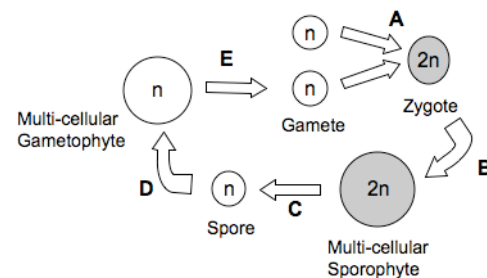 A
n
E
n
2n
n
Multi-cellular
Gametophyte
Gamete
Zygote
D
n
C
2n
B
Spore
Multi-cellular
Sporophyte